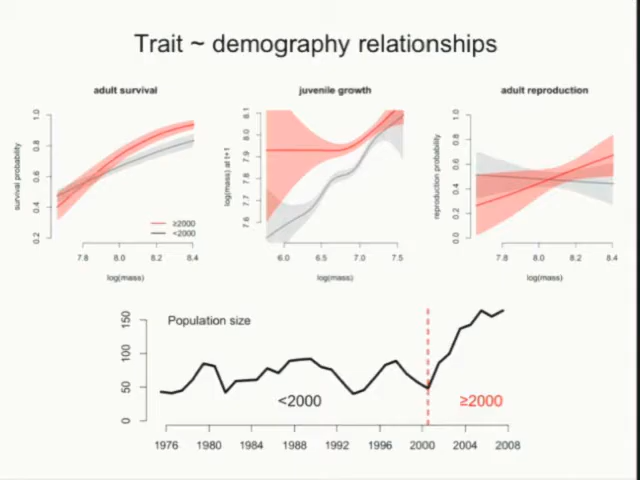 Trait ~ demography relationships
adult survival
survival probability
0.2 0.4 0.6 0.8 1.0
≥2000
<2000
7.8 8.0 8.2 8.4
log(mass)
juvenile growth
log(mass) at t+1
7.6 7.7 7.8 7.9 8.0 8.1
6.0 6.5 7.0 7.5
log(mass)
adult reproduction
reproduction probability
0.0 0.2 0.4 0.6 0.8 1.0
7.8 8.0 8.2 8.4
log(mass)
Population size
0 50 100 150
<2000
≥2000
1976 1980 1984 1988 1992 1996 2000 2004 2008